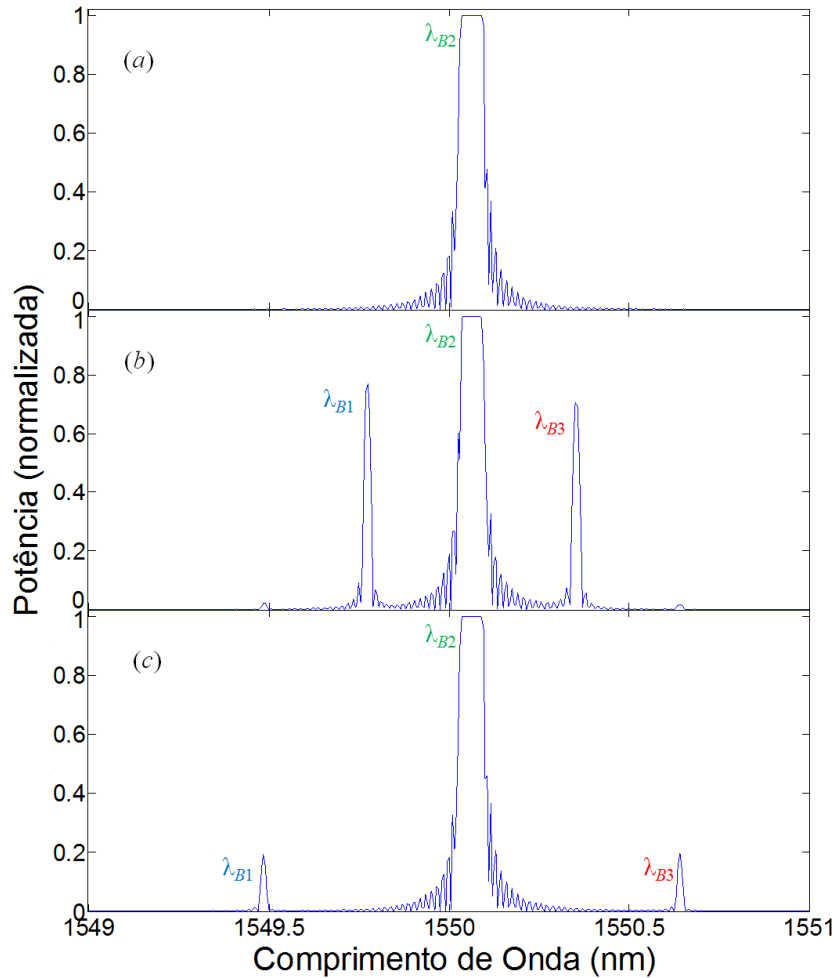 Potência (normalizada)
(a)
λB2
1
0.8
0.6
0.4
0.2
0
(b)
λB1
λB2
λB3
1
0.8
0.6
0.4
0.2
0
(c)
λB1
λB2
λB3
1
0.8
0.6
0.4
0.2
0
1549 1549.5 1550 1550.5 1551
Comprimento de Onda (nm)